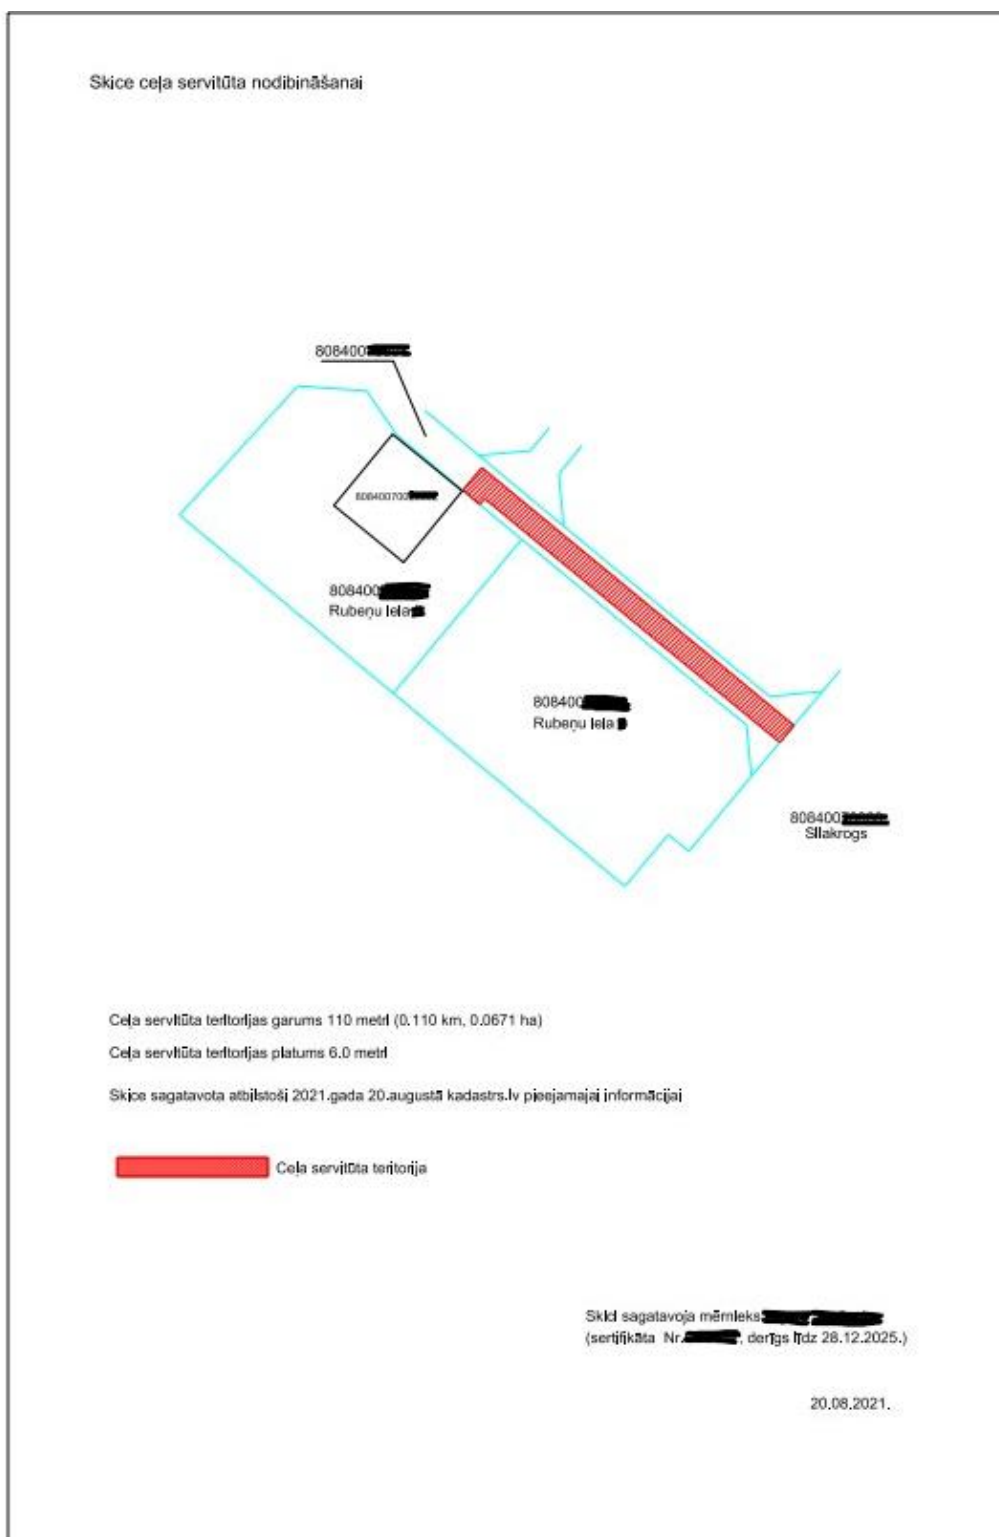 Skice ceļa servitūta nodibināšanai
808400
808400700
808400
Rubeņu iela
808400
Rubeņu iela
8084007
Silakrogs
Ceļa servitūta teritorijas garums 110 metri (0.110 km, 0.0671 ha)
Ceļa servitūta teritorijas platums 6.0 metri
Skice sagatavota atbilstoši 2021.gada 20.augustā kadastrs.lv pieejamajai informācijai
Ceļa servitūta teritorija
Skici sagatavoja mērnieks
(sertifikāta Nr. , derīgs līdz 28.12.2025.)
20.08.2021.